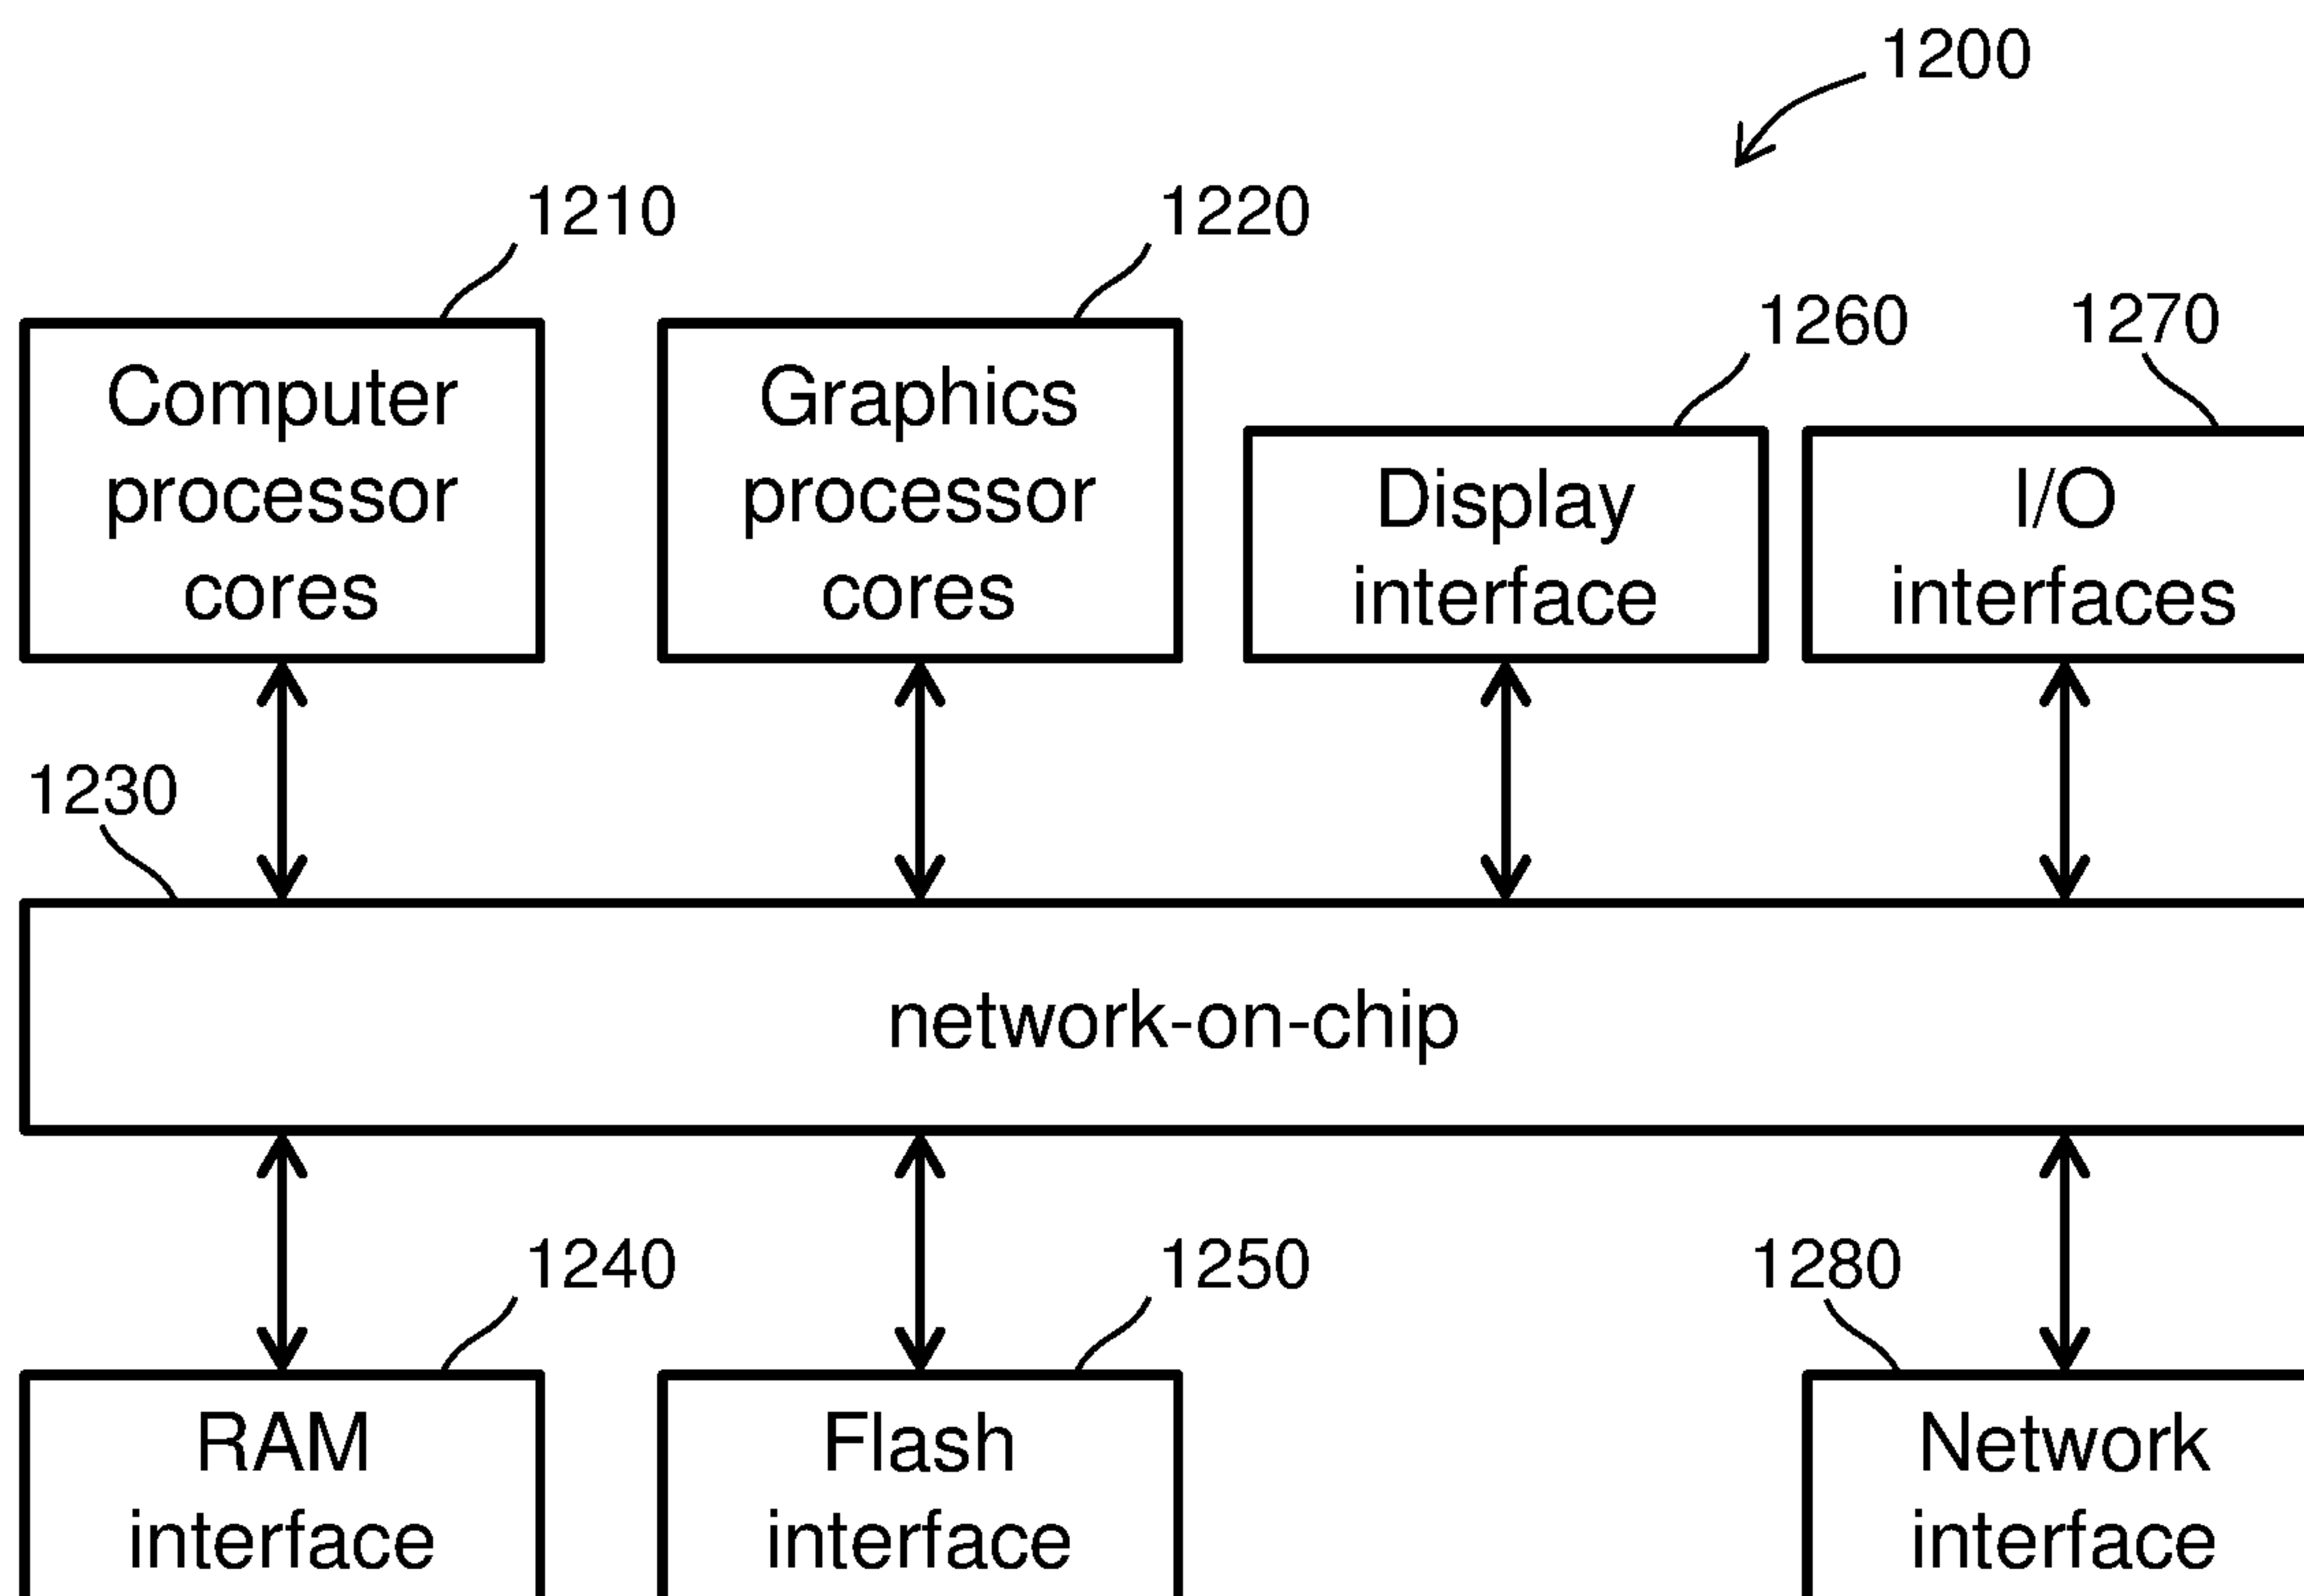 1200
1210
1220
1260
1270
Computer
processor
cores
Graphics
processor
cores
Display
interface
I/O
interfaces
1230
network-on-chip
1240
1250
1280
RAM
interface
Flash
interface
Network
interface